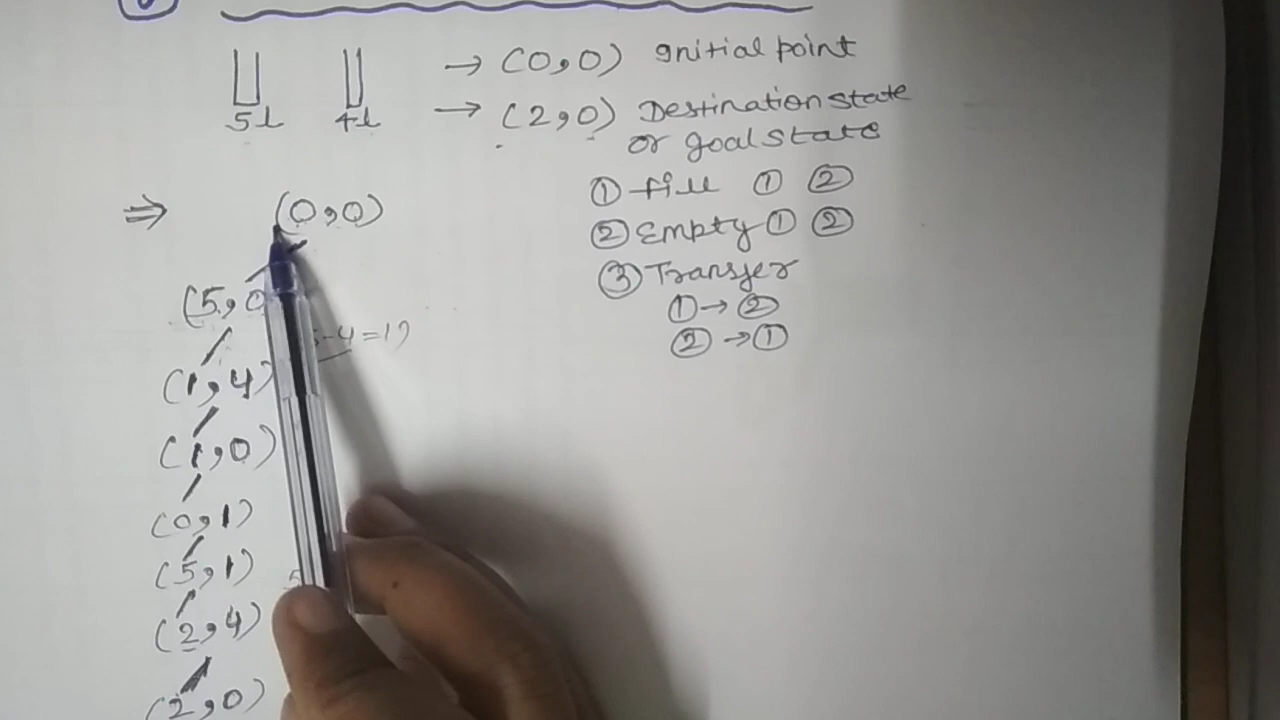 → (0,0) Initial point
5l 4l → (2,0) Destination state
or goal state
① fill ① ②
⇒ (0,0)
② Empty ① ②
③ Transfer
(5,0
① → ②
-4=1)
② → ①
(1,4)
(1,0)
(0,1)
(5,1)
(2,4)
(2,0)